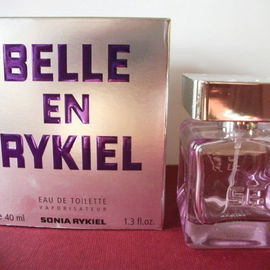 BELLE
EN
RYKIEL
EAU DE TOILETTE
VAPORISATEUR
e 40 ml SONIA RYKIEL 1.3 fl.oz.